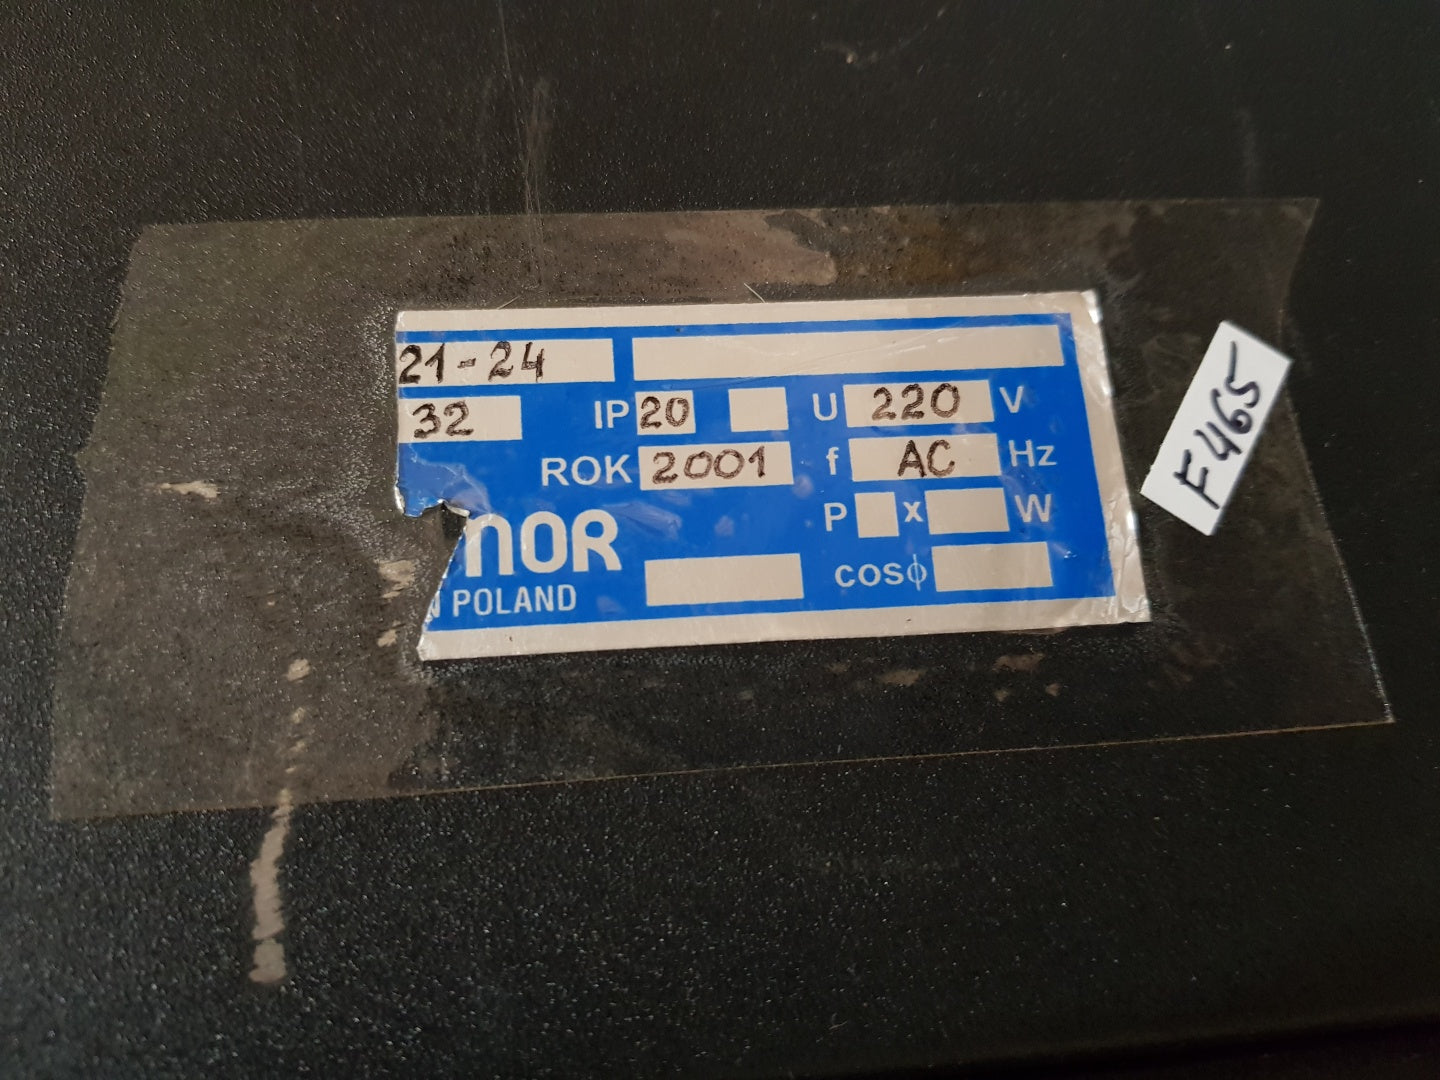 21-24
32 IP 20 U 220 V
ROK 2001 f AC Hz
P x W
NOR cosϕ
N POLAND
F465